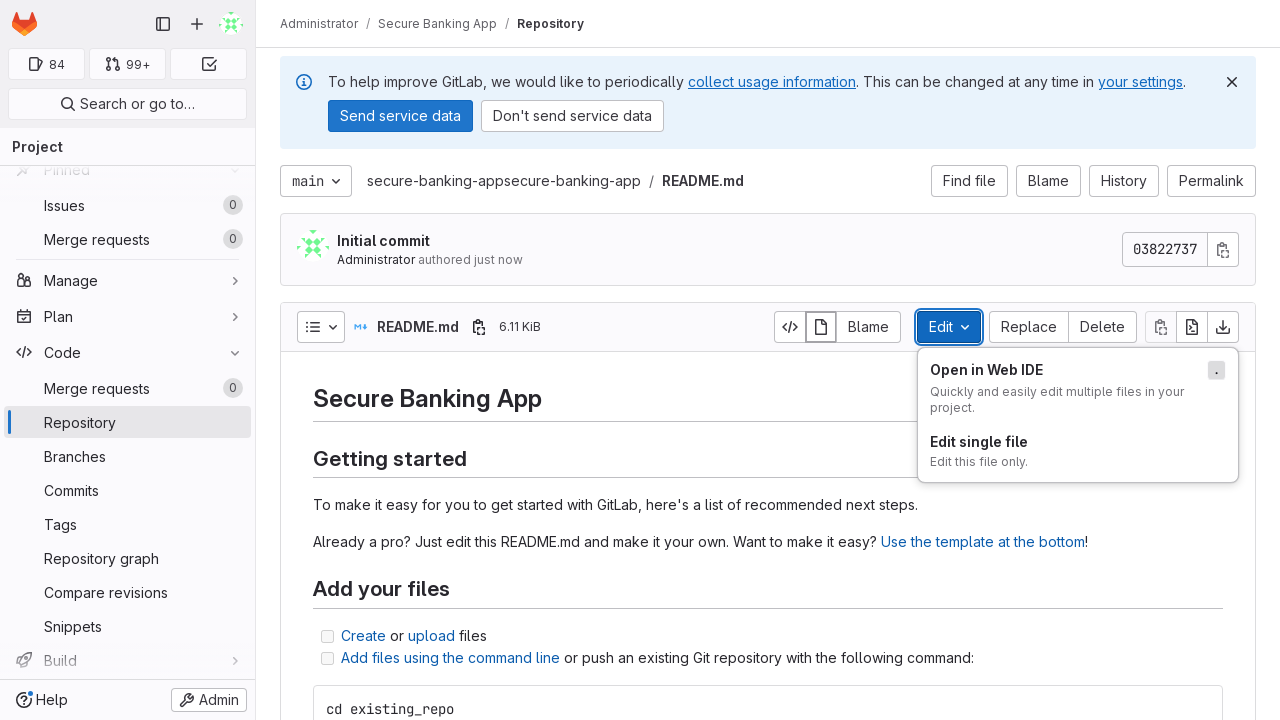 84
99+
Search or go to…
Project
Pinned
Issues 0
Merge requests 0
Manage
Plan
Code
Merge requests 0
Repository
Branches
Commits
Tags
Repository graph
Compare revisions
Snippets
Build
Help
Admin
Administrator / Secure Banking App / Repository
To help improve GitLab, we would like to periodically collect usage information. This can be changed at any time in your settings.
Send service data
Don't send service data
main
secure-banking-appsecure-banking-app / README.md
Find file
Blame
History
Permalink
Initial commit
Administrator authored just now
03822737
README.md
6.11 KiB
Blame
Edit
Replace
Delete
Open in Web IDE .
Quickly and easily edit multiple files in your
project.
Edit single file
Edit this file only.
Secure Banking App
Getting started
To make it easy for you to get started with GitLab, here's a list of recommended next steps.
Already a pro? Just edit this README.md and make it your own. Want to make it easy? Use the template at the bottom!
Add your files
Create or upload files
Add files using the command line or push an existing Git repository with the following command:
cd existing_repo